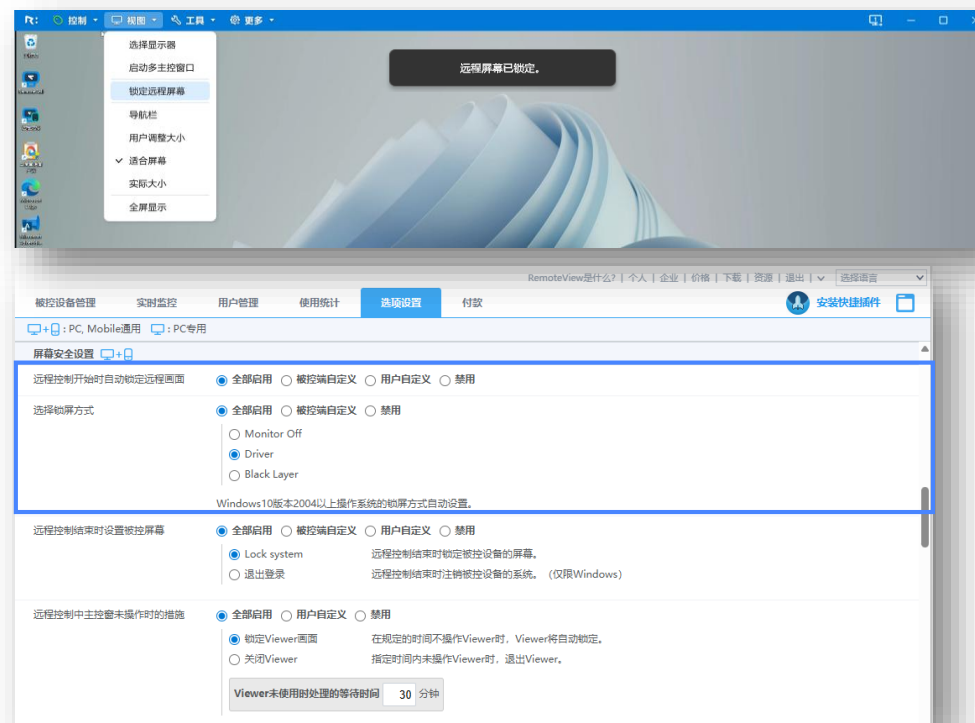 控制 视图 工具 更多
选择显示器
启动多主控窗口
锁定远程屏幕
导航栏
用户调整大小
适合屏幕
实际大小
全屏显示
远程屏幕已锁定。
RemoteView是什么? | 个人 | 企业 | 价格 | 下载 | 资源 | 退出 | 选择语言
被控设备管理 实时监控 用户管理 使用统计 选项设置 付款 安装快捷插件
+ : PC, Mobile通用 : PC专用
屏幕安全设置 +
远程控制开始时自动锁定远程画面 全部启用 被控端自定义 用户自定义 禁用
选择锁屏方式 全部启用 被控端自定义 禁用
Monitor Off
Driver
Black Layer
Windows10版本2004以上操作系统的锁屏方式自动设置。
远程控制结束时设置被控屏幕 全部启用 被控端自定义 用户自定义 禁用
Lock system 远程控制结束时锁定被控设备的屏幕。
退出登录 远程控制结束时注销被控设备的系统。（仅限Windows）
远程控制中主控窗未操作时的措施 全部启用 用户自定义 禁用
锁定Viewer画面 在规定的时间不操作Viewer时，Viewer将自动锁定。
关闭Viewer 指定时间内未操作Viewer时，退出Viewer。
Viewer未使用时处理的等待时间 30 分钟